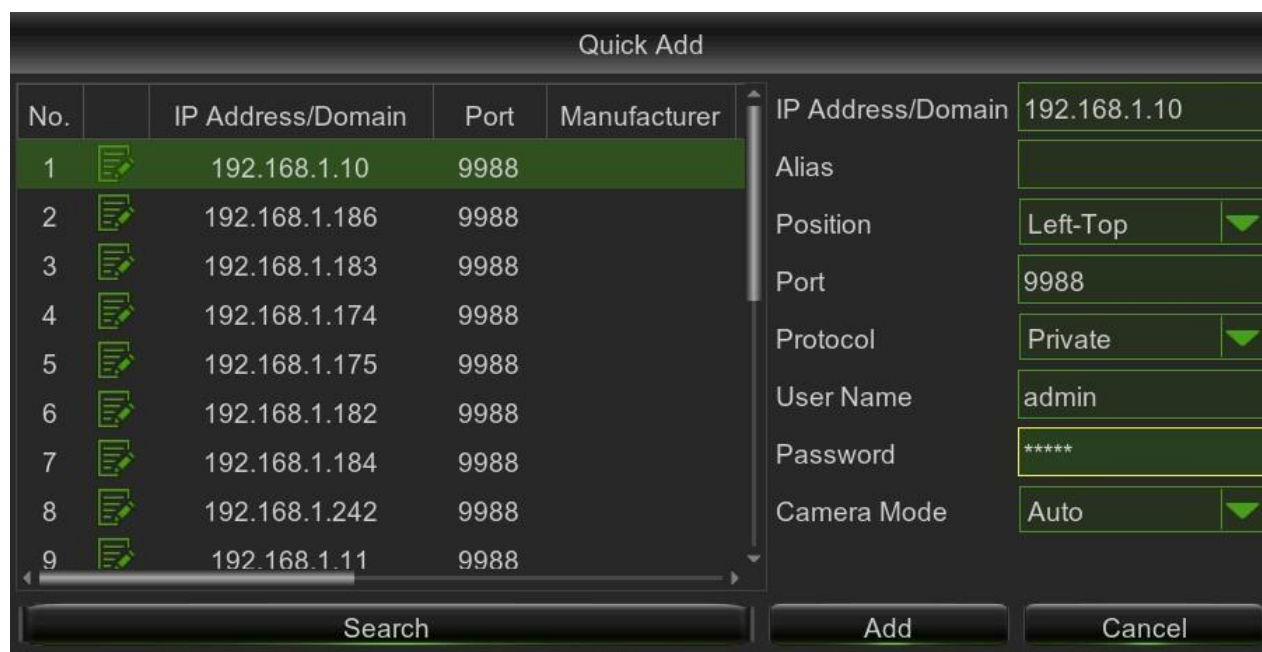 Quick Add
No. IP Address/Domain Port Manufacturer
1 192.168.1.10 9988
2 192.168.1.186 9988
3 192.168.1.183 9988
4 192.168.1.174 9988
5 192.168.1.175 9988
6 192.168.1.182 9988
7 192.168.1.184 9988
8 192.168.1.242 9988
9 192.168.1.11 9988
Search
IP Address/Domain 192.168.1.10
Alias
Position Left-Top
Port 9988
Protocol Private
User Name admin
Password *****
Camera Mode Auto
Add Cancel